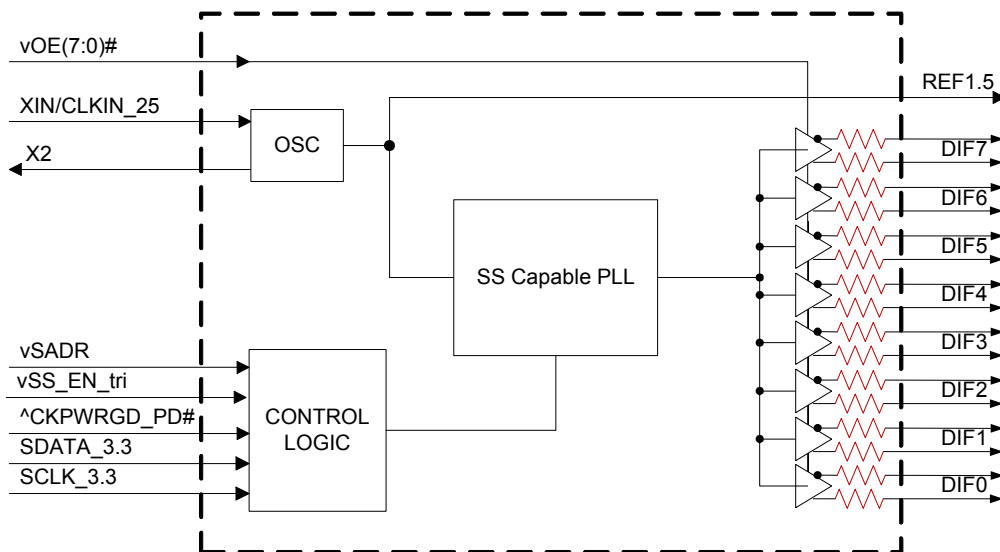 vOE(7:0)#
REF1.5
XIN/CLKIN_25
OSC
X2
DIF7
DIF6
DIF5
SS Capable PLL
DIF4
DIF3
vSADR
vSS_EN_tri
DIF2
^CKPWRGD_PD#
CONTROL
LOGIC
DIF1
SDATA_3.3
SCLK_3.3
DIF0